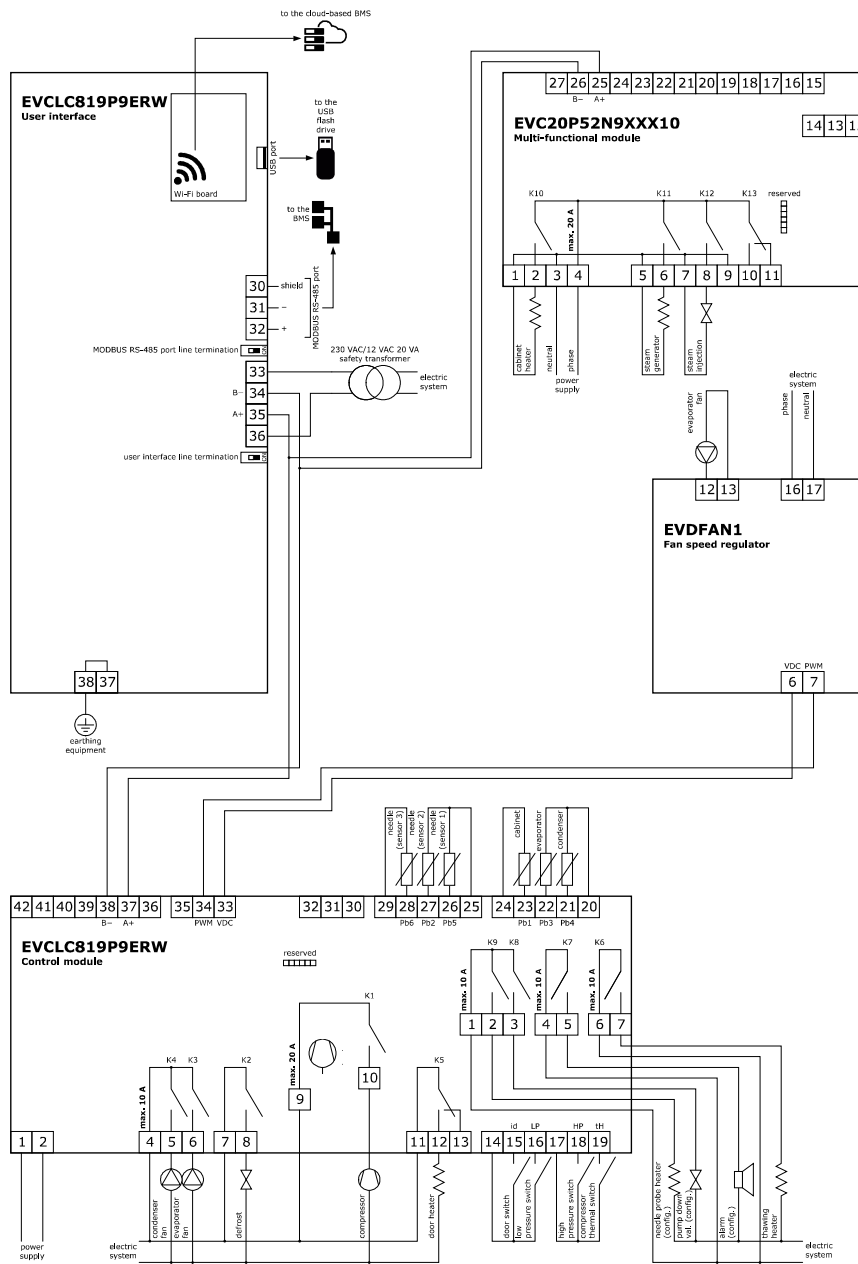 to the cloud-based BMS
EVCLC819P9ERW
User interface
Wi-Fi board
USB port
to the
USB
flash
drive
to the
BMS
30
shield
31
−
32
+
MODBUS RS-485 port
MODBUS RS-485 port line termination
ON
230 VAC/12 VAC 20 VA
safety transformer
electric
system
33
B− 34
A+ 35
36
user interface line termination
ON
38 37
earthing
equipment
27 26 25 24 23 22 21 20 19 18 17 16 15
B− A+
EVC20P52N9XXX10
Multi-functional module
14 13
K10 K11 K12 K13 reserved
max. 20 A
1 2 3 4 5 6 7 8 9 10 11
cabinet
heater
neutral
phase
power
supply
steam
generator
steam
injection
evaporator
fan
electric
system
phase
neutral
12 13 16 17
EVDFAN1
Fan speed regulator
VDC PWM
6 7
needle
(sensor 3)
needle
(sensor 2)
needle
(sensor 1)
cabinet
evaporator
condenser
42 41 40 39 38 37 36 35 34 33 32 31 30 29 28 27 26 25 24 23 22 21 20
B− A+ PWM VDC Pb6 Pb2 Pb5 Pb1 Pb3 Pb4
EVCLC819P9ERW
Control module
reserved
K9 K8 K7 K6
max. 10 A
max. 10 A
max. 10 A
1 2 3 4 5 6 7
K1
max. 20 A
9
10
K4 K3 K2 K5
max. 10 A
id LP HP tH
1 2 4 5 6 7 8 11 12 13 14 15 16 17 18 19
condenser
fan
evaporator
fan
defrost
compressor
door heater
door switch
low
pressure switch
high
pressure switch
compressor
thermal switch
needle probe heater
(config.)
pump down
val. (config.)
alarm
(config.)
thawing
heater
power
supply
electric
system
electric
system